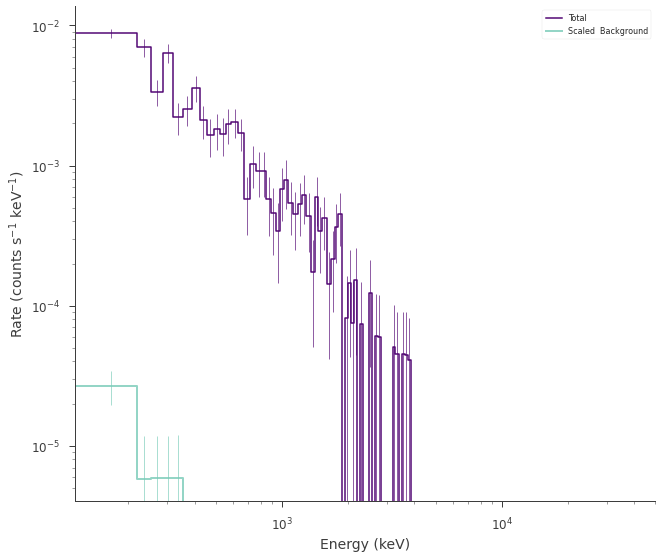 Total
Scaled  Background
10⁻²
10⁻³
10⁻⁴
10⁻⁵
Rate (counts s⁻¹ keV⁻¹)
10³
10⁴
Energy (keV)